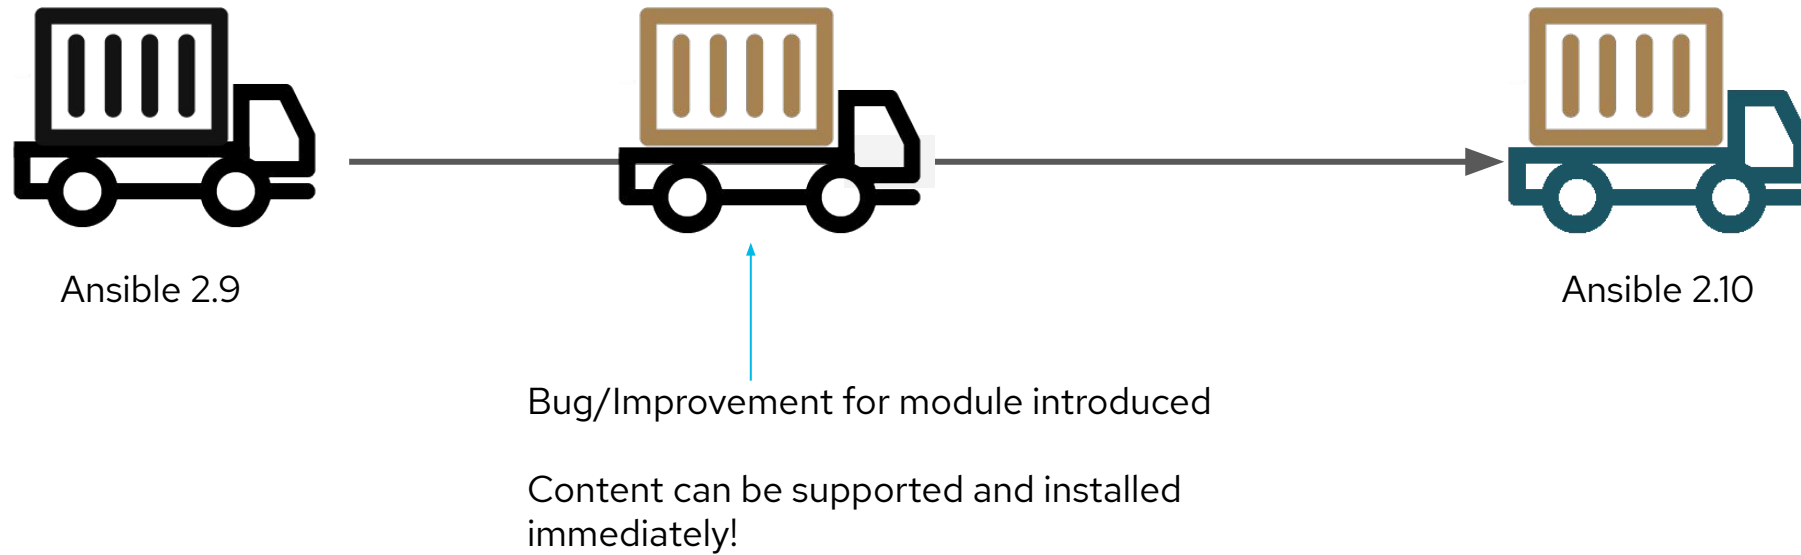 Ansible 2.9
Ansible 2.10
Bug/Improvement for module introduced
Content can be supported and installed
immediately!